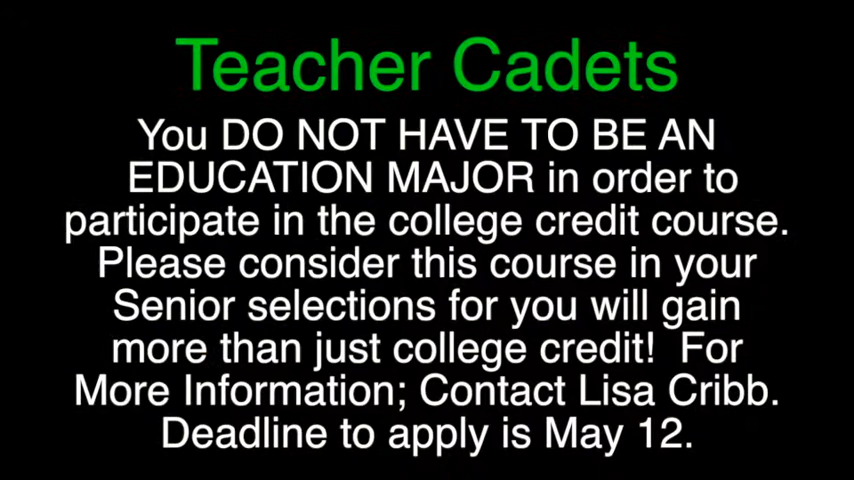 Teacher Cadets
You DO NOT HAVE TO BE AN
EDUCATION MAJOR in order to
participate in the college credit course.
Please consider this course in your
Senior selections for you will gain
more than just college credit!  For
More Information; Contact Lisa Cribb.
Deadline to apply is May 12.